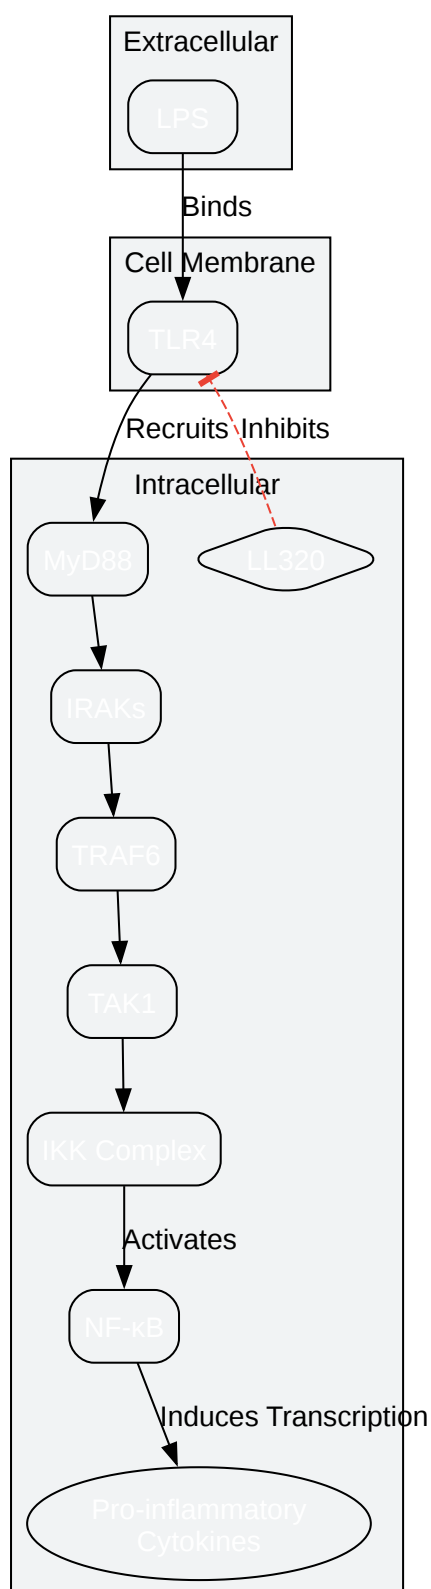 Extracellular
LPS
Binds
Cell Membrane
TLR4
Recruits
Inhibits
Intracellular
MyD88
LL320
IRAKs
TRAF6
TAK1
IKK Complex
Activates
NF-κB
Induces Transcription
Pro-inflammatory
Cytokines